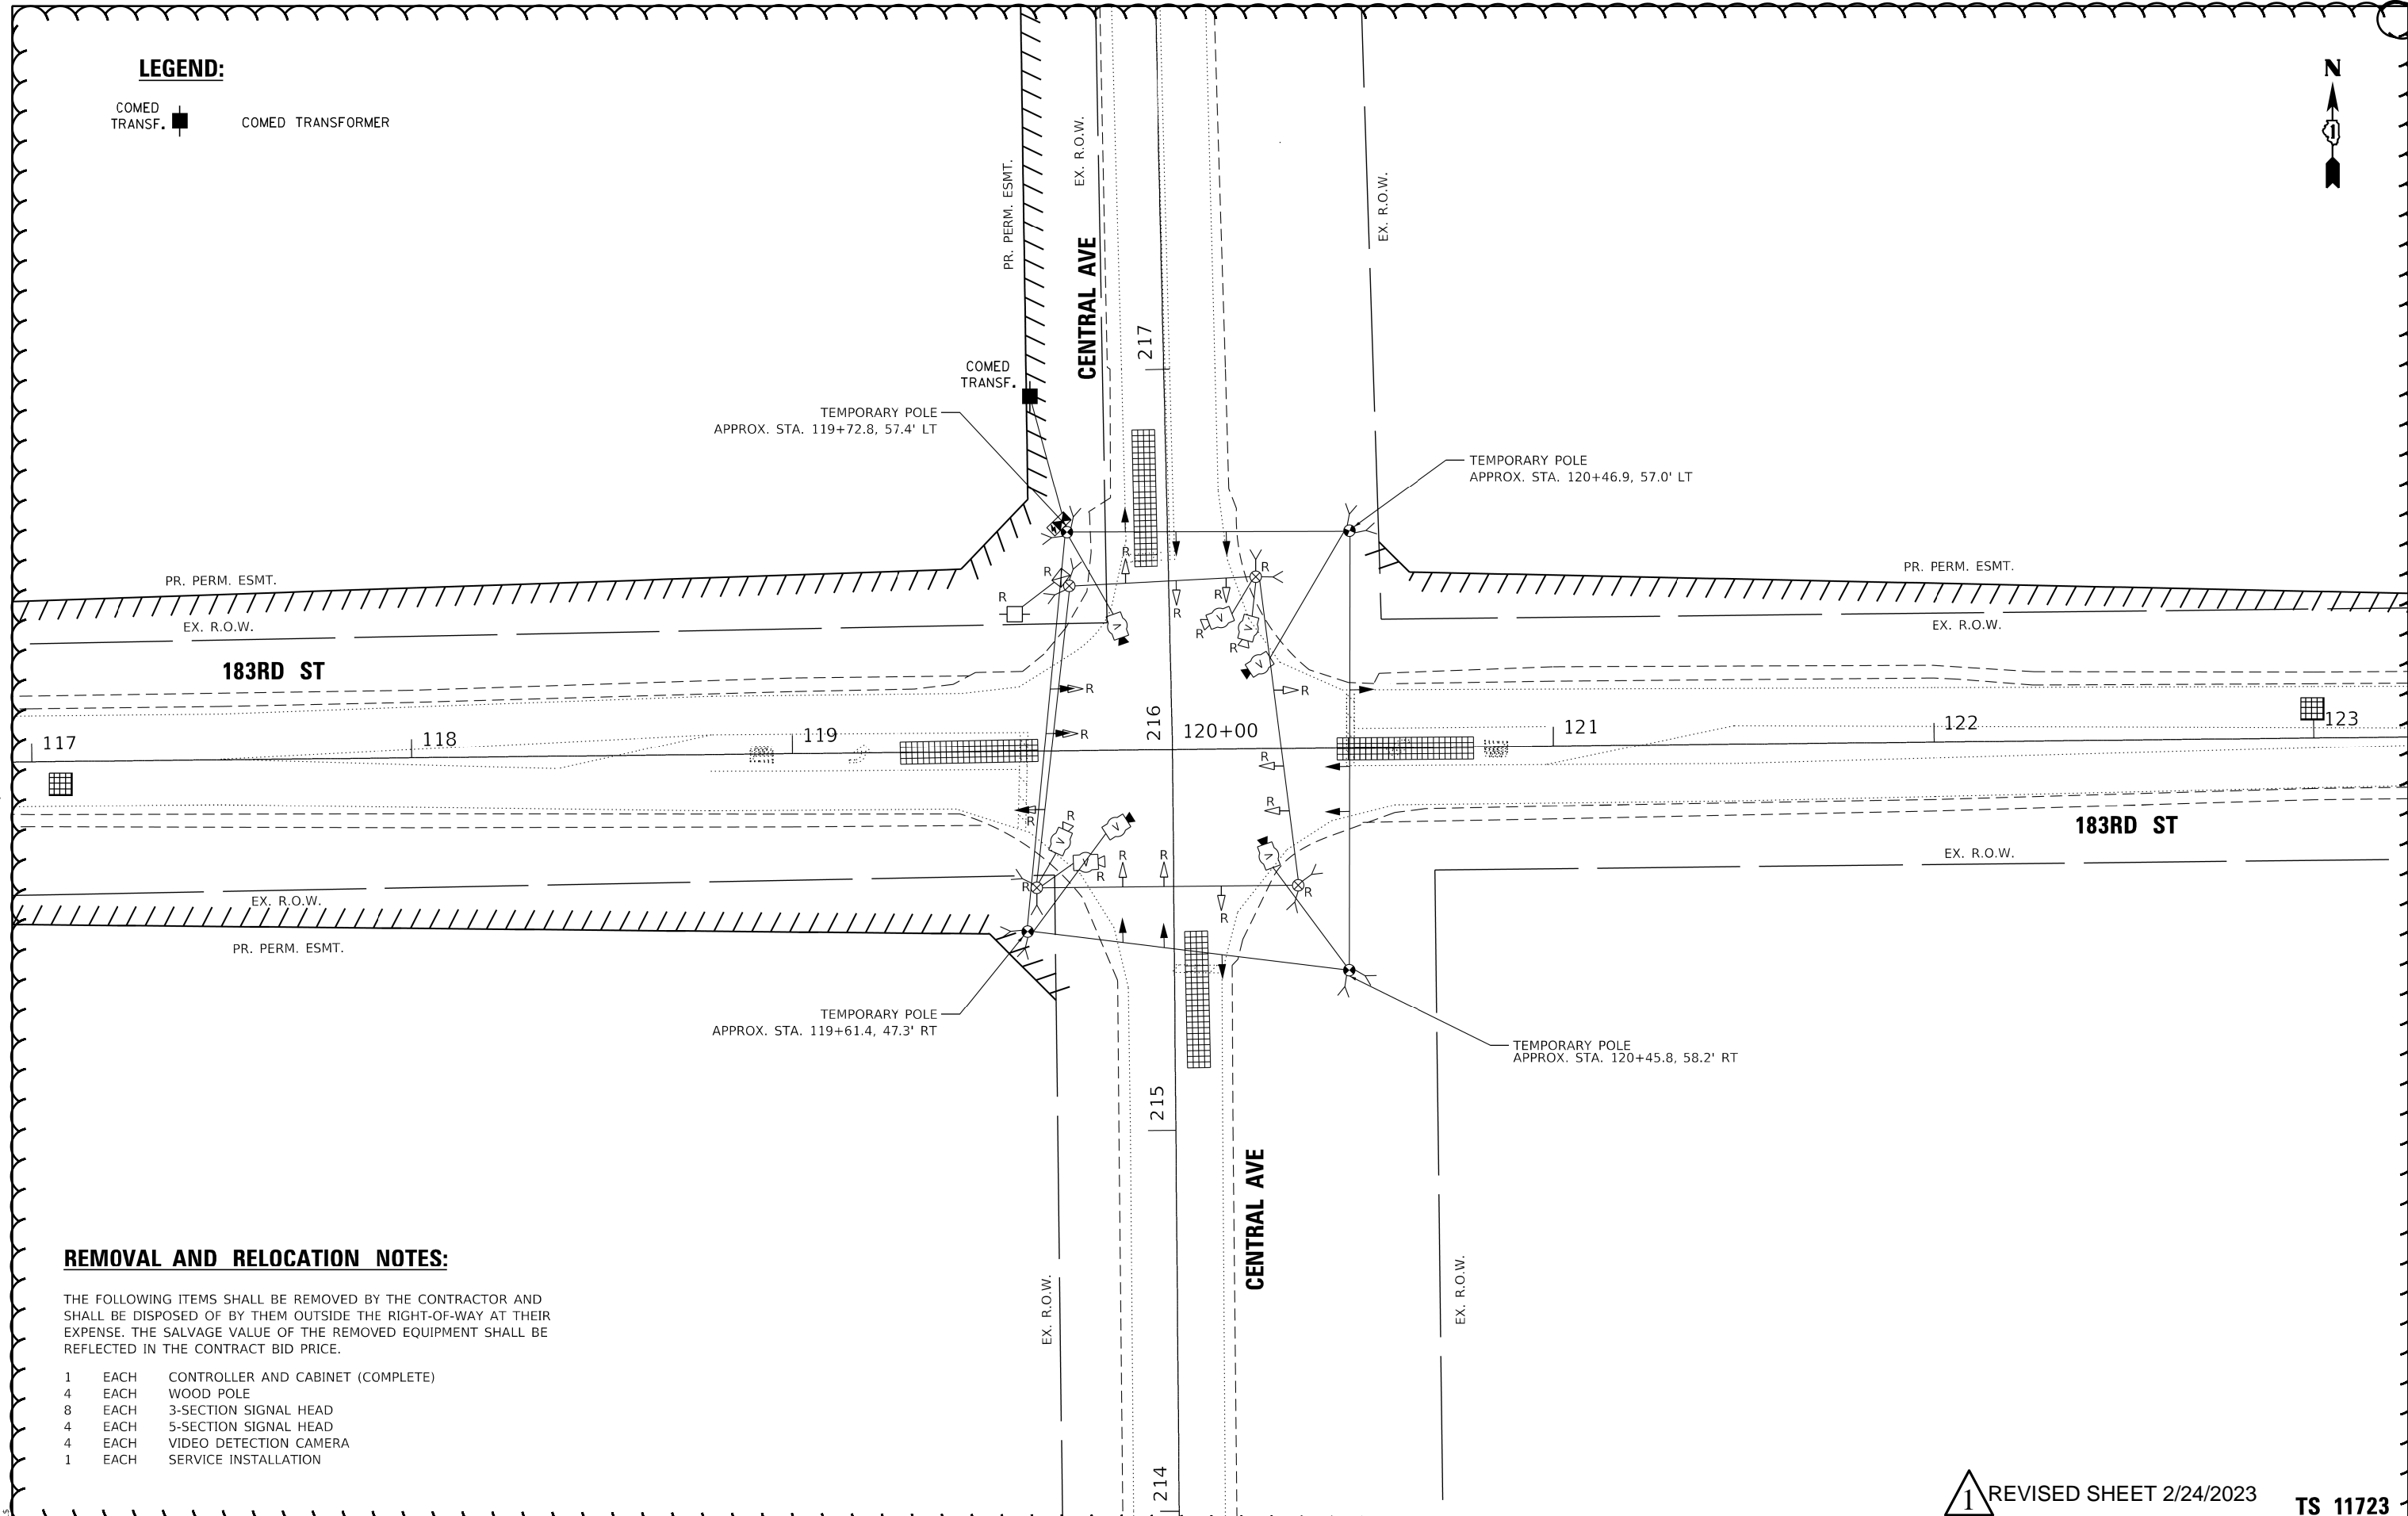 LEGEND:
N
COMED
TRANSF.
COMED TRANSFORMER
1
EX. R.O.W.
PR. PERM. ESMT.
EX. R.O.W.
CENTRAL AVE
217
COMED
TRANSF.
TEMPORARY POLE
APPROX. STA. 119+72.8, 57.4' LT
TEMPORARY POLE
APPROX. STA. 120+46.9, 57.0' LT
R
R
R
R
R
R
R
R
R
V
V
V
V
PR. PERM. ESMT.
PR. PERM. ESMT.
EX. R.O.W.
EX. R.O.W.
183RD ST
R
R
R
117
118
119
216
120+00
121
122
123
R
R
R
R
R
R
R
R
R
R
R
V
V
V
V
183RD ST
EX. R.O.W.
EX. R.O.W.
PR. PERM. ESMT.
TEMPORARY POLE
APPROX. STA. 119+61.4, 47.3' RT
TEMPORARY POLE
APPROX. STA. 120+45.8, 58.2' RT
215
CENTRAL AVE
EX. R.O.W.
EX. R.O.W.
214
REMOVAL AND RELOCATION NOTES:
THE FOLLOWING ITEMS SHALL BE REMOVED BY THE CONTRACTOR AND
SHALL BE DISPOSED OF BY THEM OUTSIDE THE RIGHT-OF-WAY AT THEIR
EXPENSE. THE SALVAGE VALUE OF THE REMOVED EQUIPMENT SHALL BE
REFLECTED IN THE CONTRACT BID PRICE.
1 EACH CONTROLLER AND CABINET (COMPLETE)
4 EACH WOOD POLE
8 EACH 3-SECTION SIGNAL HEAD
4 EACH 5-SECTION SIGNAL HEAD
4 EACH VIDEO DETECTION CAMERA
1 EACH SERVICE INSTALLATION
1 REVISED SHEET 2/24/2023
TS 11723